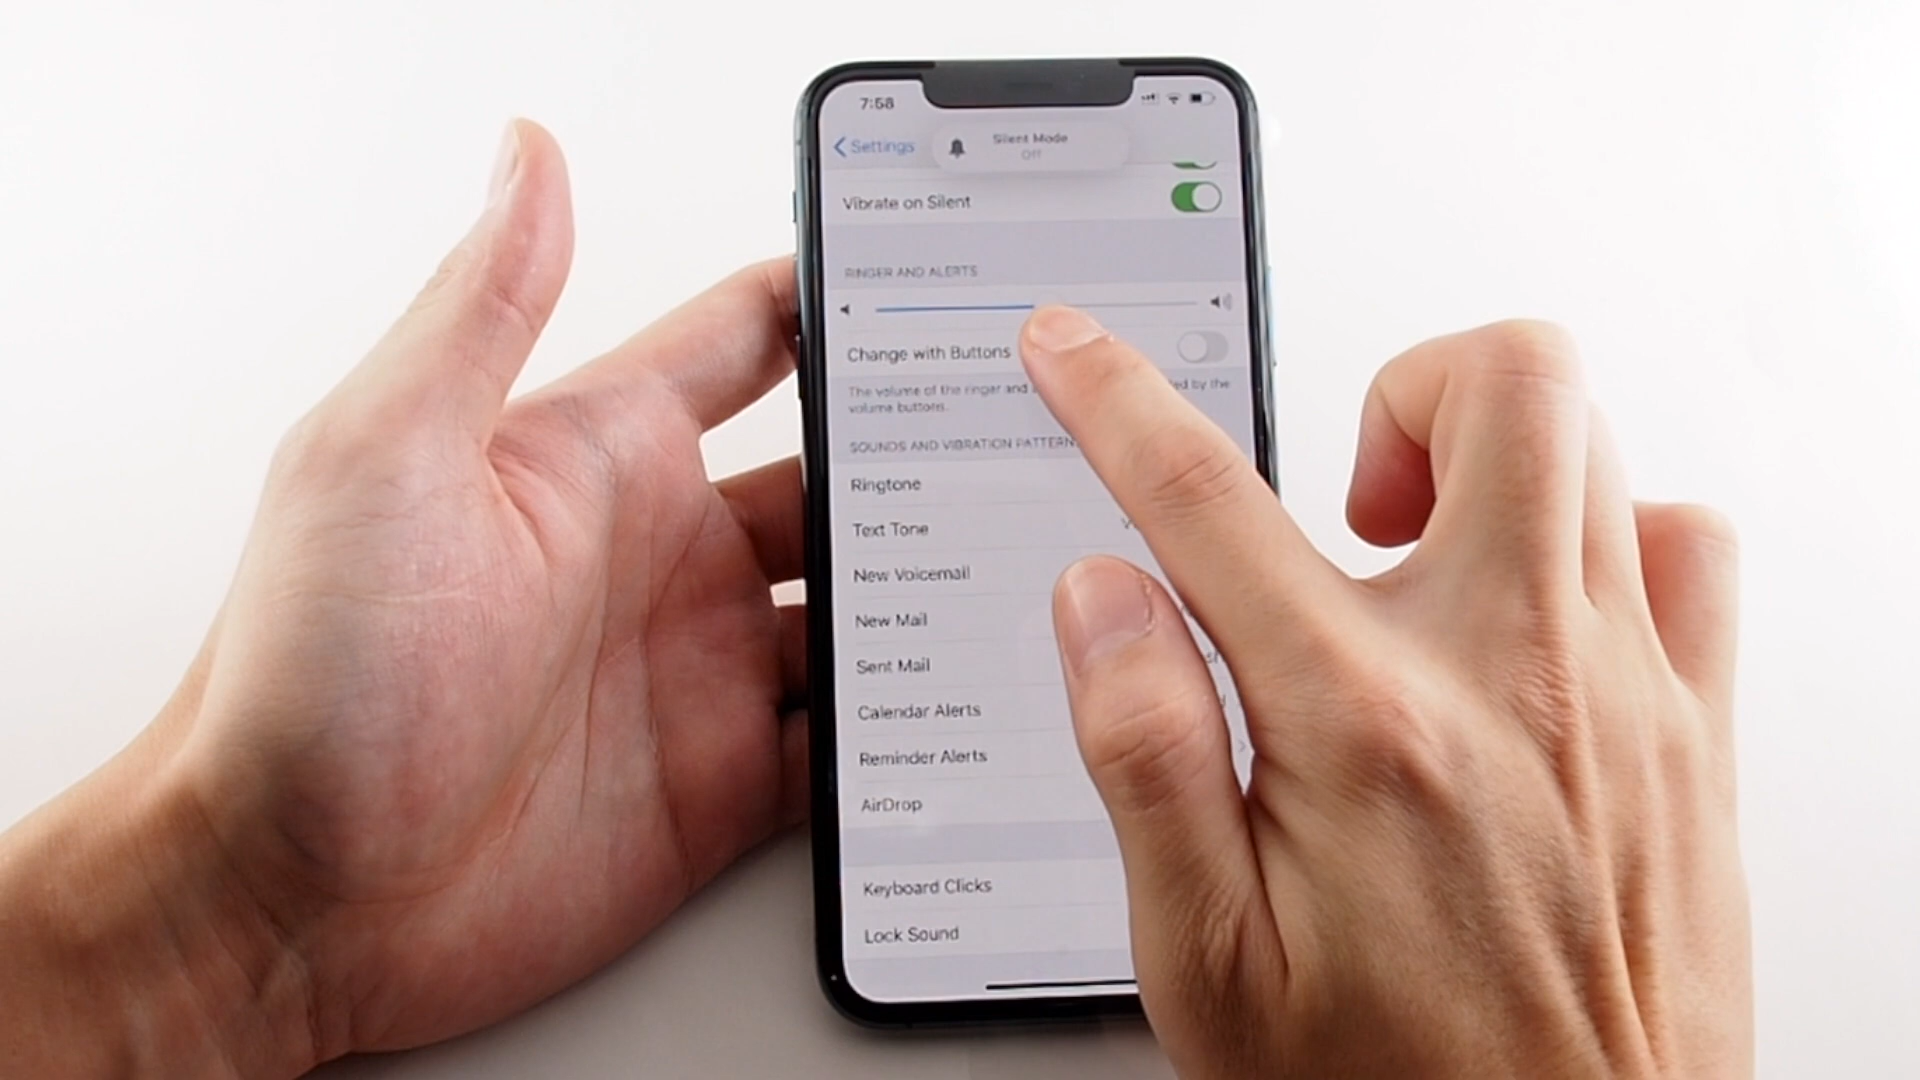 7:58
Settings
Silent Mode
Off
Vibrate on Silent
RINGER AND ALERTS
Change with Buttons
The volume of the ringer and
ed by the
volume buttons.
SOUNDS AND VIBRATION PATTERN
Ringtone
Text Tone
New Voicemail
New Mail
Sent Mail
Calendar Alerts
Reminder Alerts
AirDrop
Keyboard Clicks
Lock Sound